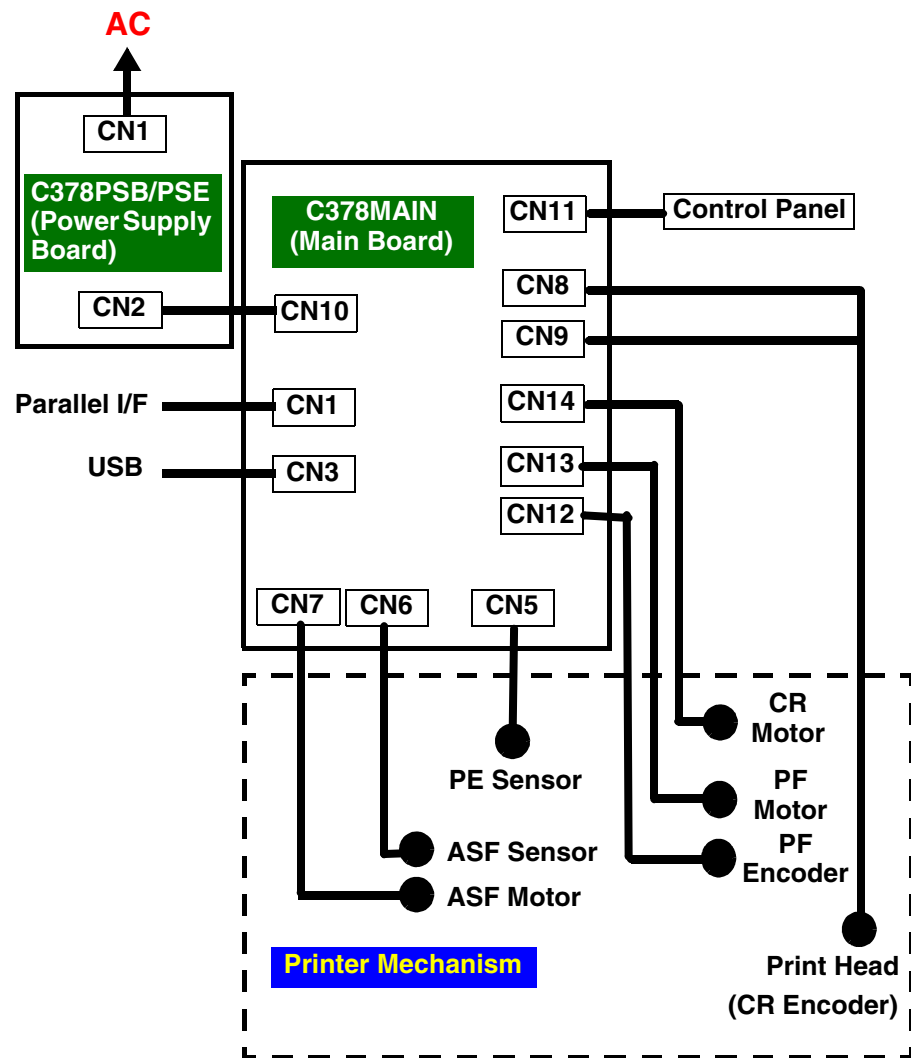 AC
CN1
C378PSB/PSE
(Power Supply
Board)
CN2
C378MAIN
(Main Board)
CN10
CN1
CN3
Parallel I/F
USB
CN11
Control Panel
CN8
CN9
CN14
CN13
CN12
CN7
CN6
CN5
CR
Motor
PE Sensor
PF
Motor
PF
Encoder
ASF Sensor
ASF Motor
Printer Mechanism
Print Head
(CR Encoder)